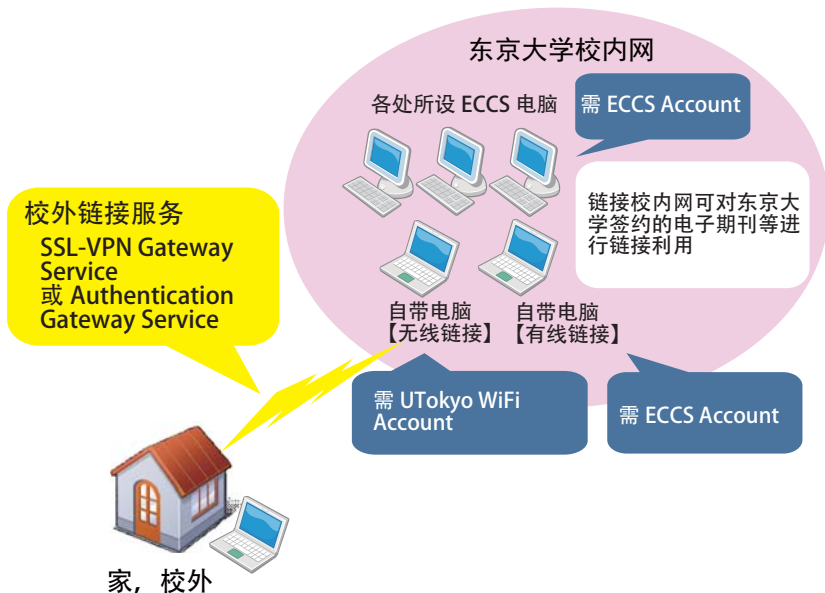 东京大学校内网
各处所设 ECCS 电脑
需 ECCS Account
链接校内网可对东京大
学签约的电子期刊等进
行链接利用
校外链接服务
SSL-VPN Gateway
Service
或 Authentication
Gateway Service
自带电脑
【无线链接】
自带电脑
【有线链接】
需 UTokyo WiFi
Account
需 ECCS Account
家，校外